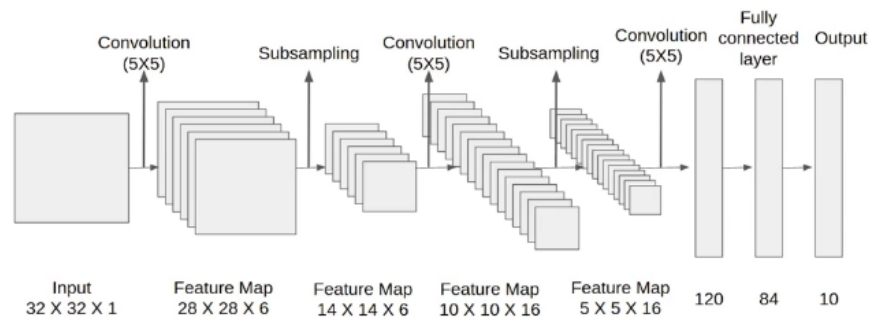 Convolution
(5X5)
Subsampling
Convolution
(5X5)
Subsampling
Convolution
(5X5)
Fully
connected
layer
Output
Input
32 X 32 X 1
Feature Map
28 X 28 X 6
Feature Map
14 X 14 X 6
Feature Map
10 X 10 X 16
Feature Map
5 X 5 X 16
120
84
10